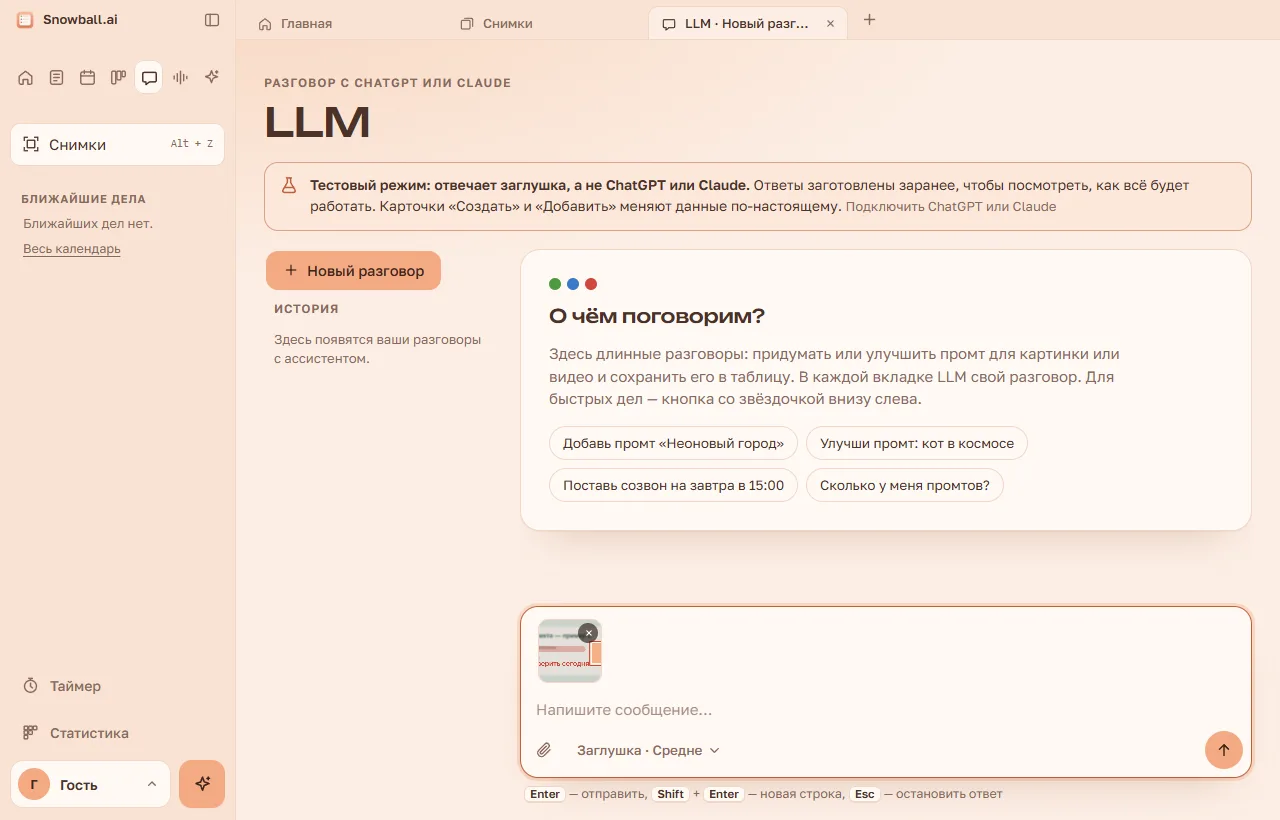 Snowball.ai
Главная
Снимки
LLM · Новый разг...
Снимки
Alt + Z
БЛИЖАЙШИЕ ДЕЛА
Ближайших дел нет.
Весь календарь
Таймер
Статистика
Г
Гость
РАЗГОВОР С CHATGPT ИЛИ CLAUDE
LLM
Тестовый режим: отвечает заглушка, а не ChatGPT или Claude. Ответы заготовлены заранее, чтобы посмотреть, как всё будет
работать. Карточки «Создать» и «Добавить» меняют данные по-настоящему. Подключить ChatGPT или Claude
Новый разговор
ИСТОРИЯ
Здесь появятся ваши разговоры
с ассистентом.
О чём поговорим?
Здесь длинные разговоры: придумать или улучшить промт для картинки или
видео и сохранить его в таблицу. В каждой вкладке LLM свой разговор. Для
быстрых дел — кнопка со звёздочкой внизу слева.
Добавь промт «Неоновый город»
Улучши промт: кот в космосе
Поставь созвон на завтра в 15:00
Сколько у меня промтов?
сегодня
Напишите сообщение...
Заглушка · Средне
Enter — отправить, Shift + Enter — новая строка, Esc — остановить ответ